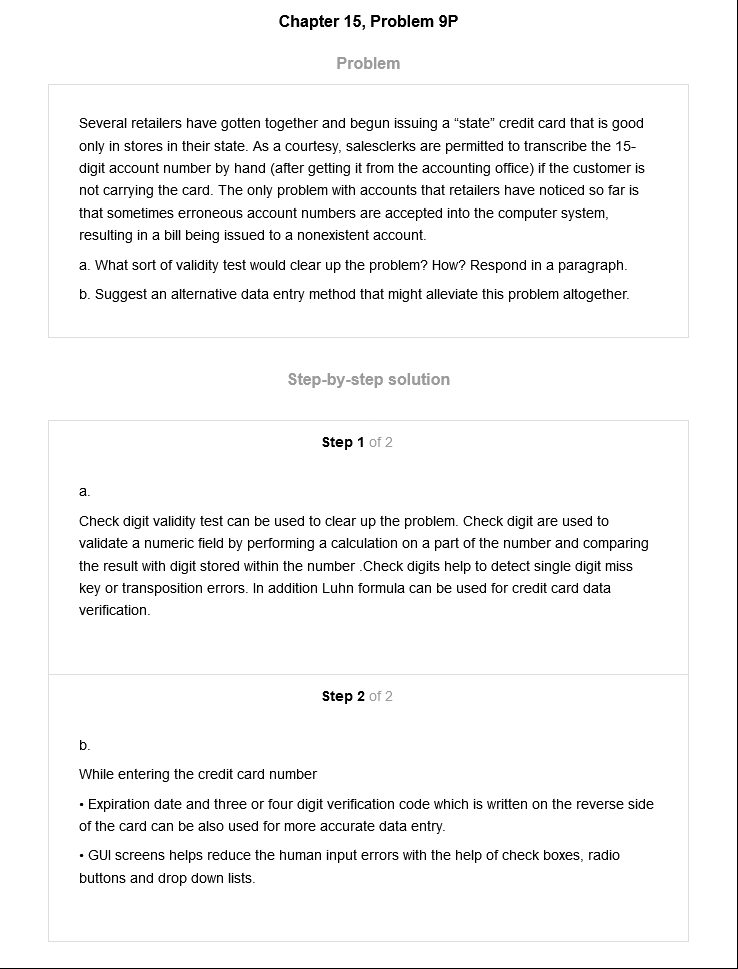 Chapter 15, Problem 9P
Problem
Several retailers have gotten together and begun issuing a “state” credit card that is good
only in stores in their state. As a courtesy, salesclerks are permitted to transcribe the 15-
digit account number by hand (after getting it from the accounting office) if the customer is
not carrying the card. The only problem with accounts that retailers have noticed so far is
that sometimes erroneous account numbers are accepted into the computer system,
resulting in a bill being issued to a nonexistent account.
a. What sort of validity test would clear up the problem? How? Respond in a paragraph.
b. Suggest an alternative data entry method that might alleviate this problem altogether.
Step-by-step solution
Step 1 of 2
a.
Check digit validity test can be used to clear up the problem. Check digit are used to
validate a numeric field by performing a calculation on a part of the number and comparing
the result with digit stored within the number .Check digits help to detect single digit miss
key or transposition errors. In addition Luhn formula can be used for credit card data
verification.
Step 2 of 2
b.
While entering the credit card number
• Expiration date and three or four digit verification code which is written on the reverse side
of the card can be also used for more accurate data entry.
• GUI screens helps reduce the human input errors with the help of check boxes, radio
buttons and drop down lists.